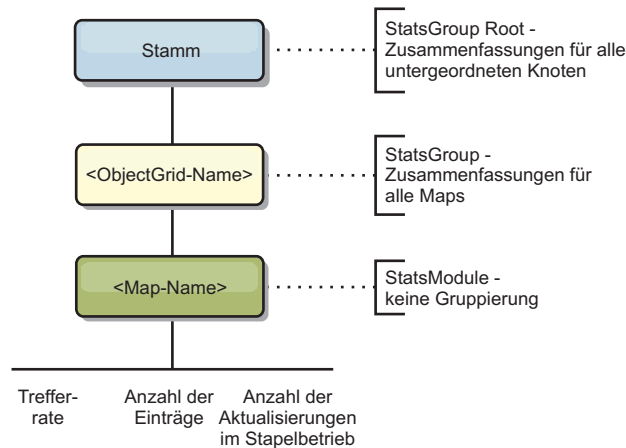 Stamm
StatsGroup Root -
Zusammenfassungen für alle
untergeordneten Knoten
<ObjectGrid-Name>
StatsGroup -
Zusammenfassungen für
alle Maps
<Map-Name>
StatsModule -
keine Gruppierung
Treffer-
rate
Anzahl der
Einträge
Anzahl der
Aktualisierungen
im Stapelbetrieb